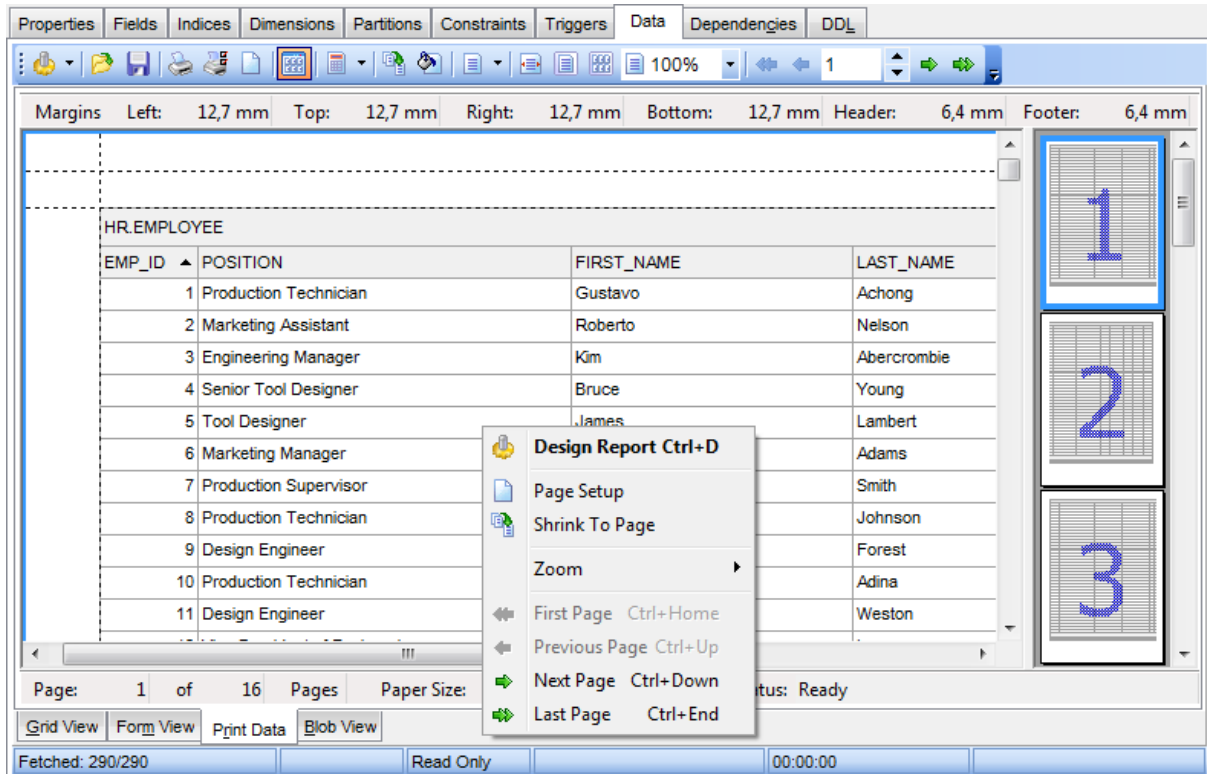 Properties Fields Indices Dimensions Partitions Constraints Triggers Data Dependencies DDL
100% 1
Margins Left: 12,7 mm Top: 12,7 mm Right: 12,7 mm Bottom: 12,7 mm Header: 6,4 mm Footer: 6,4 mm
HR.EMPLOYEE
EMP_ID POSITION FIRST_NAME LAST_NAME
1 Production Technician Gustavo Achong
2 Marketing Assistant Roberto Nelson
3 Engineering Manager Kim Abercrombie
4 Senior Tool Designer Bruce Young
5 Tool Designer James Lambert
6 Marketing Manager Adams
7 Production Supervisor Smith
8 Production Technician Johnson
9 Design Engineer Forest
10 Production Technician Adina
11 Design Engineer Weston
Design Report Ctrl+D
Page Setup
Shrink To Page
Zoom
First Page Ctrl+Home
Previous Page Ctrl+Up
Next Page Ctrl+Down
Last Page Ctrl+End
1
2
3
Page: 1 of 16 Pages Paper Size: tus: Ready
Grid View Form View Print Data Blob View
Fetched: 290/290 Read Only 00:00:00